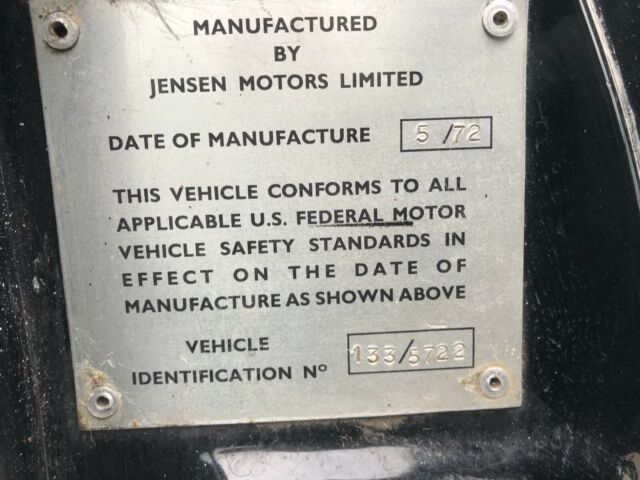 MANUFACTURED
BY
JENSEN MOTORS LIMITED
DATE OF MANUFACTURE 5/72
THIS VEHICLE CONFORMS TO ALL
APPLICABLE U.S. FEDERAL MOTOR
VEHICLE SAFETY STANDARDS IN
EFFECT ON THE DATE OF
MANUFACTURE AS SHOWN ABOVE
VEHICLE
IDENTIFICATION Nº 133/5722